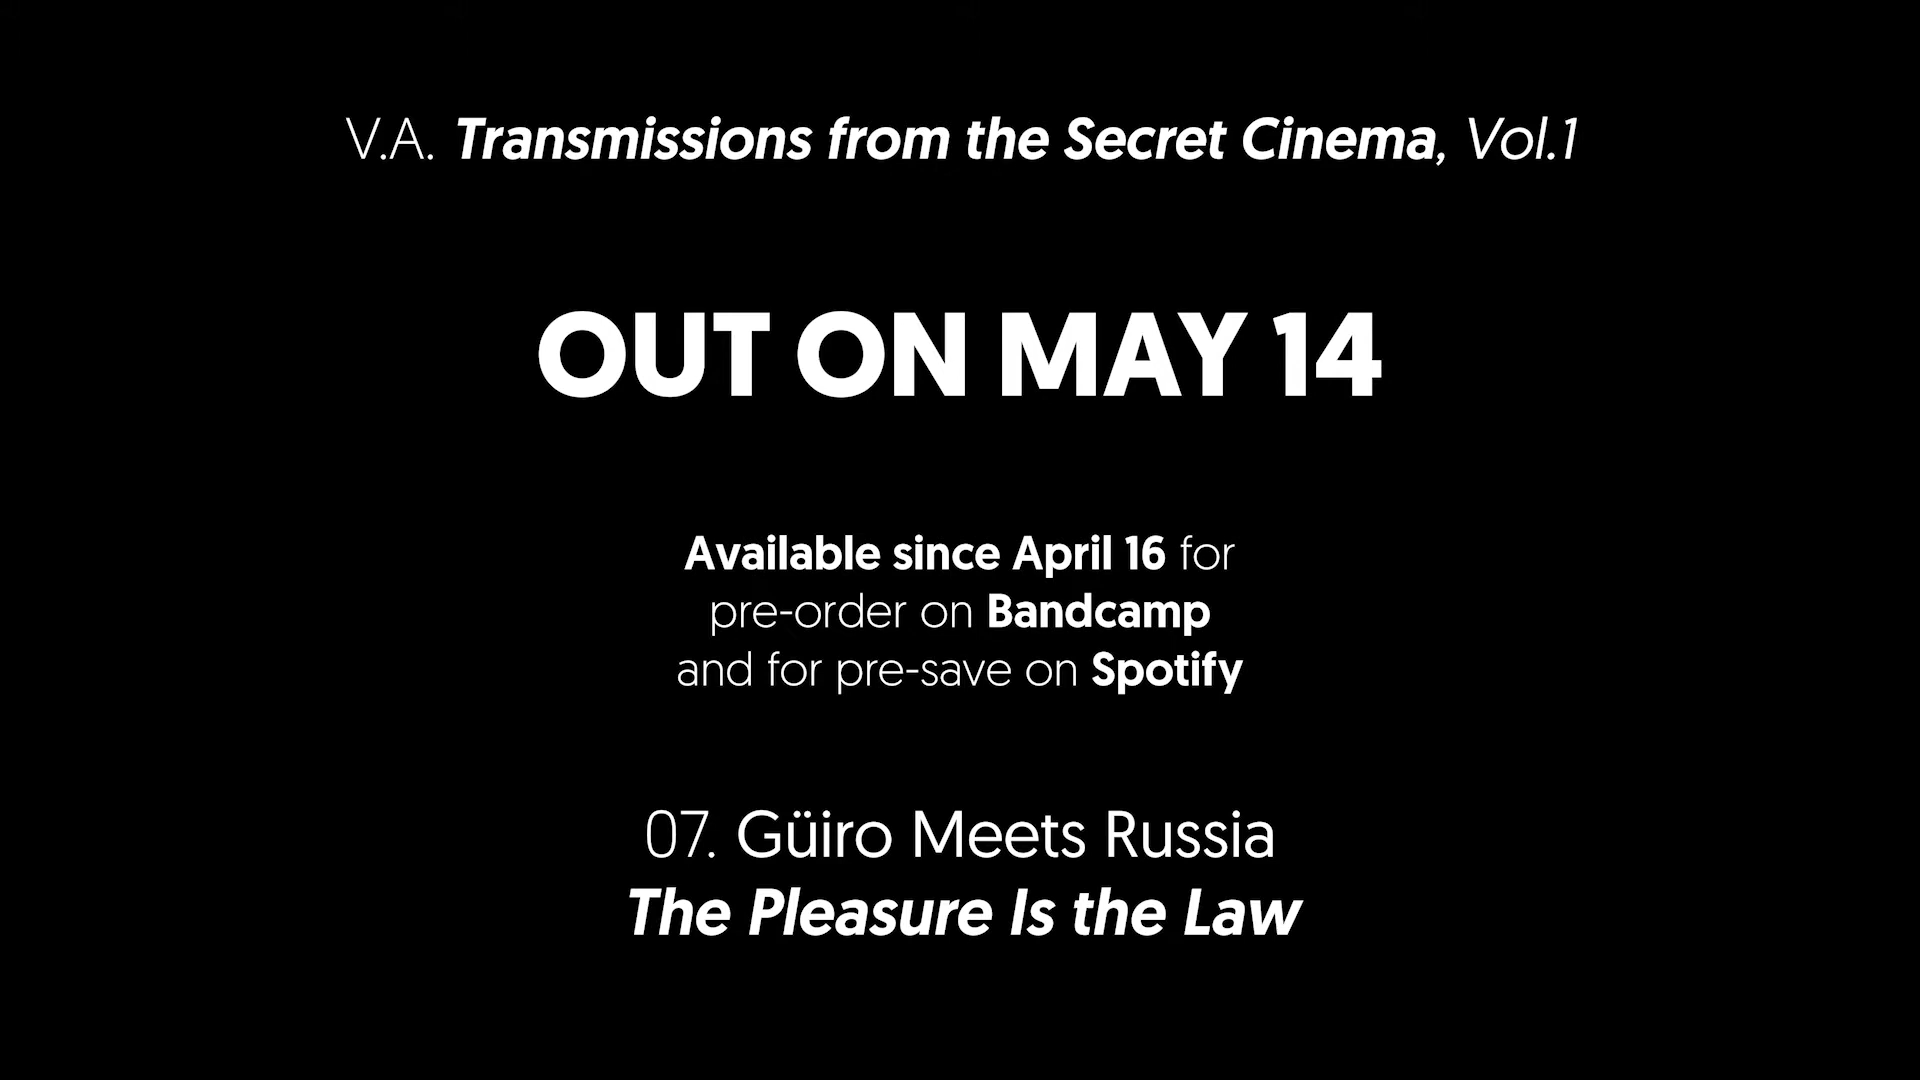 V.A. Transmissions from the Secret Cinema, Vol.1
OUT ON MAY 14
Available since April 16 for
pre-order on Bandcamp
and for pre-save on Spotify
07. Güiro Meets Russia
The Pleasure Is the Law